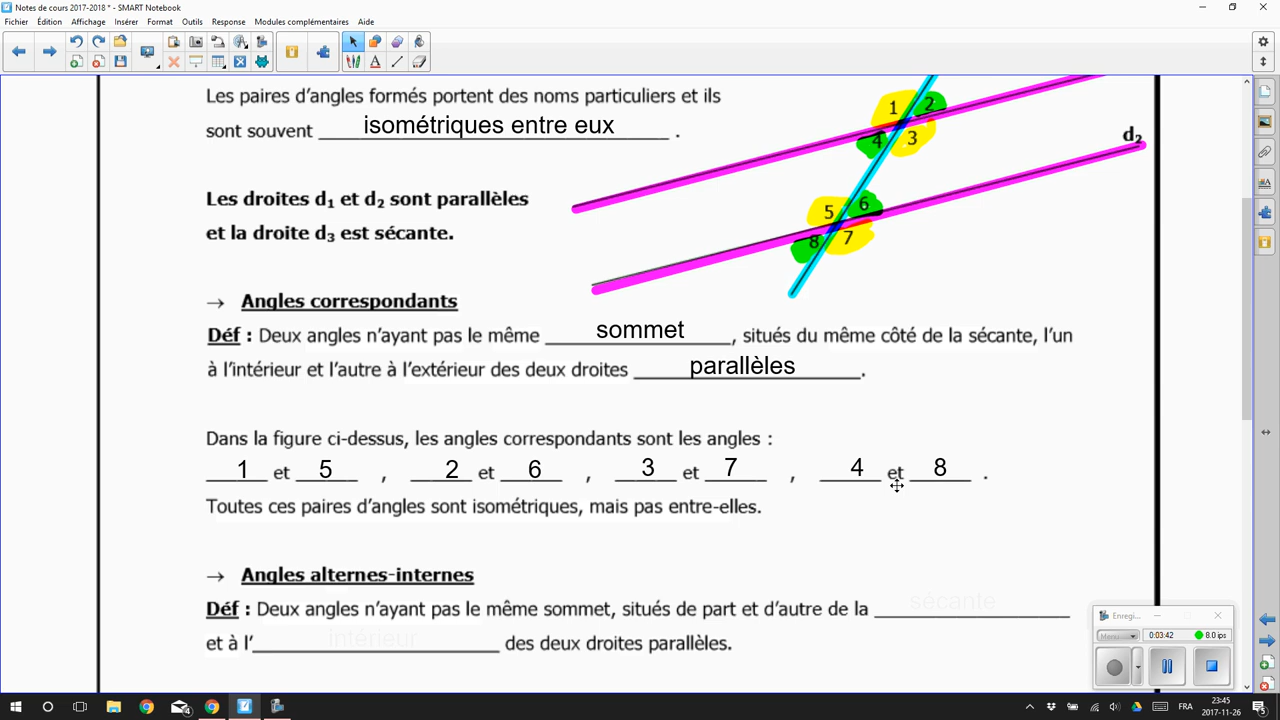 Notes de cours 2017-2018 * - SMART Notebook
Fichier Édition Affichage Insérer Format Outils Réponse Modules complémentaires Aide
Les paires d'angles formés portent des noms particuliers et ils
sont souvent isométriques entre eux .
1 2
4 3
d2
5 6
8 7
Les droites d1 et d2 sont parallèles
et la droite d3 est sécante.
→ Angles correspondants
Déf : Deux angles n'ayant pas le même sommet, situés du même côté de la sécante, l'un
à l'intérieur et l'autre à l'extérieur des deux droites parallèles.
Dans la figure ci-dessus, les angles correspondants sont les angles :
1 et 5 , 2 et 6 , 3 et 7 , 4 et 8 .
Toutes ces paires d'angles sont isométriques, mais pas entre-elles.
→ Angles alternes-internes
Déf : Deux angles n'ayant pas le même sommet, situés de part et d'autre de la sécante
et à l'intérieur des deux droites parallèles.
Enregi...
Menu 0:03:42 8.0 ips
FRA
23:45
2017-11-26